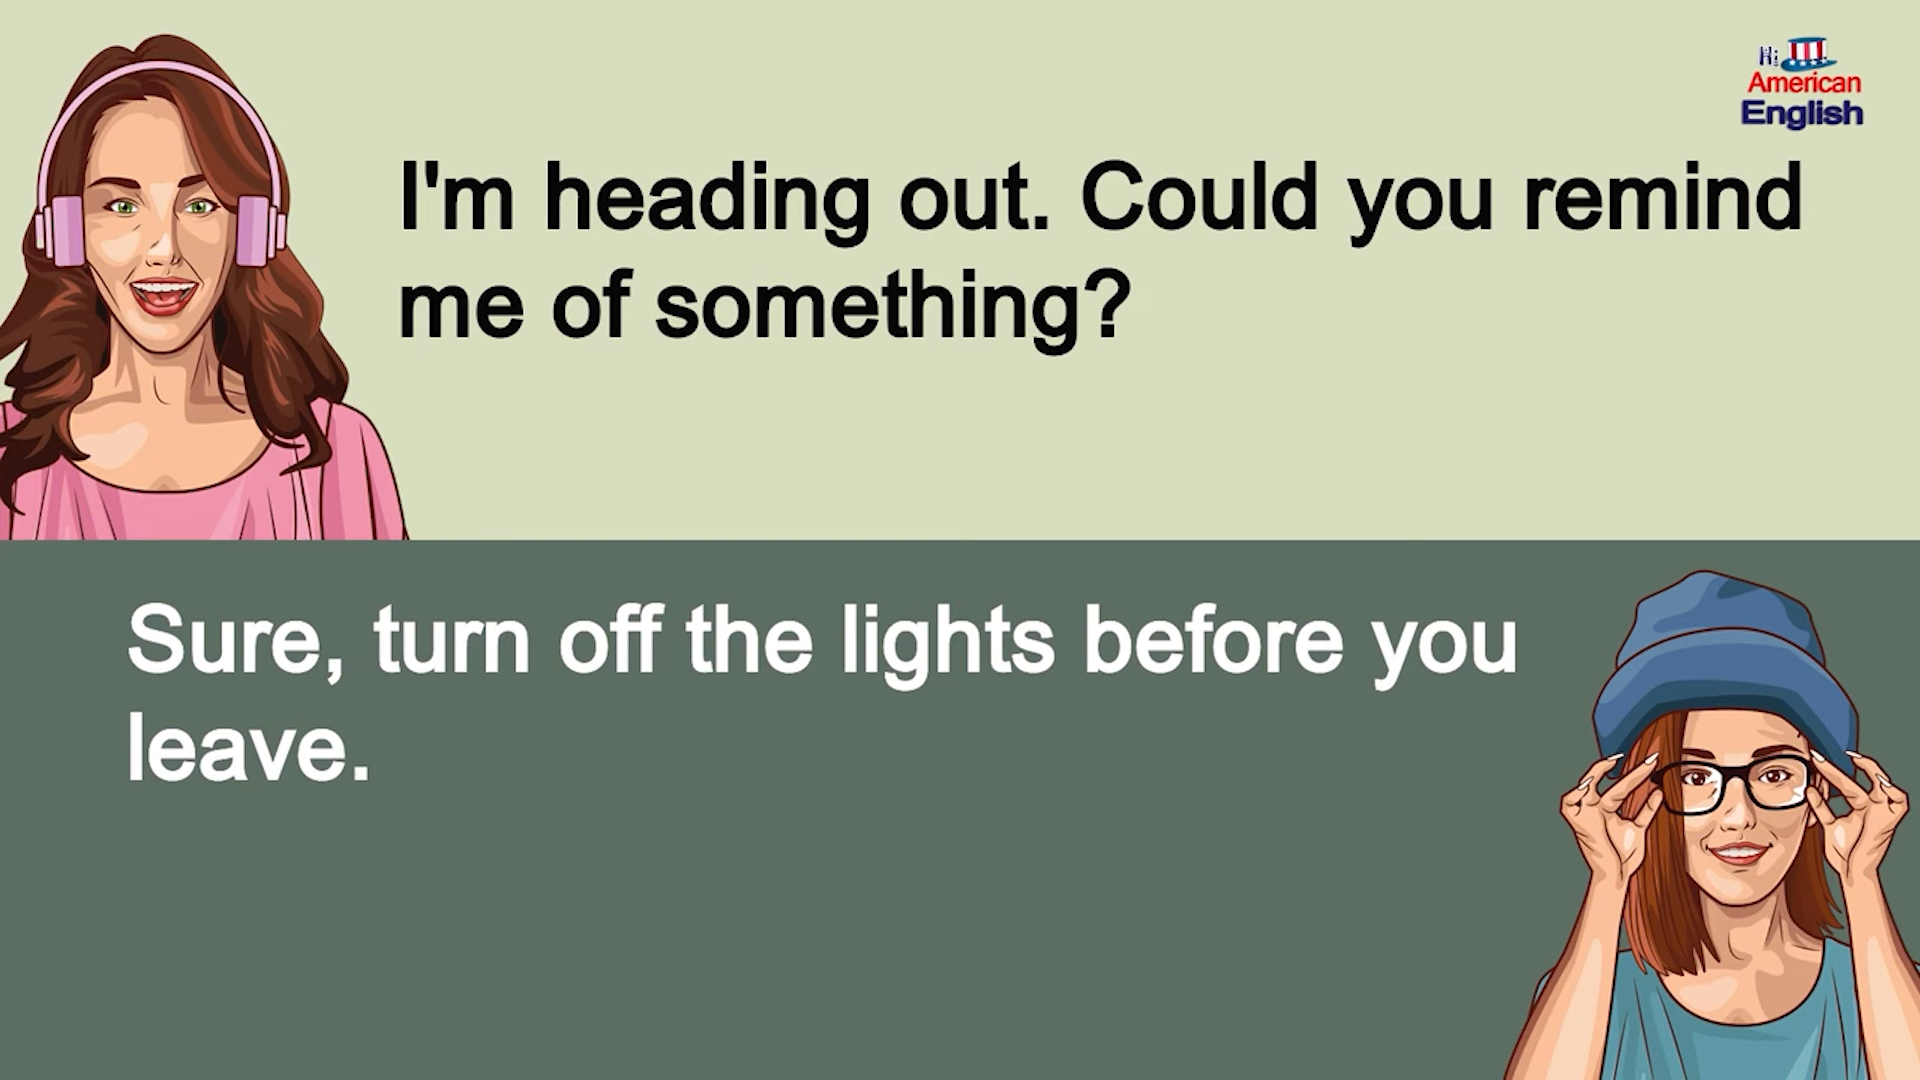 Hi
American
English
I'm heading out. Could you remind
me of something?
Sure, turn off the lights before you
leave.